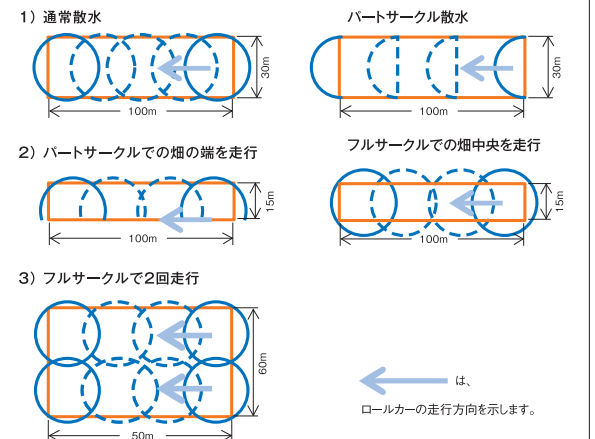 1) 通常散水
パートサークル散水
30m
100m
30m
100m
2) パートサークルでの畑の端を走行
フルサークルでの畑中央を走行
15m
100m
15m
100m
3) フルサークルで2回走行
60m
50m
は、
ロールカーの走行方向を示します。